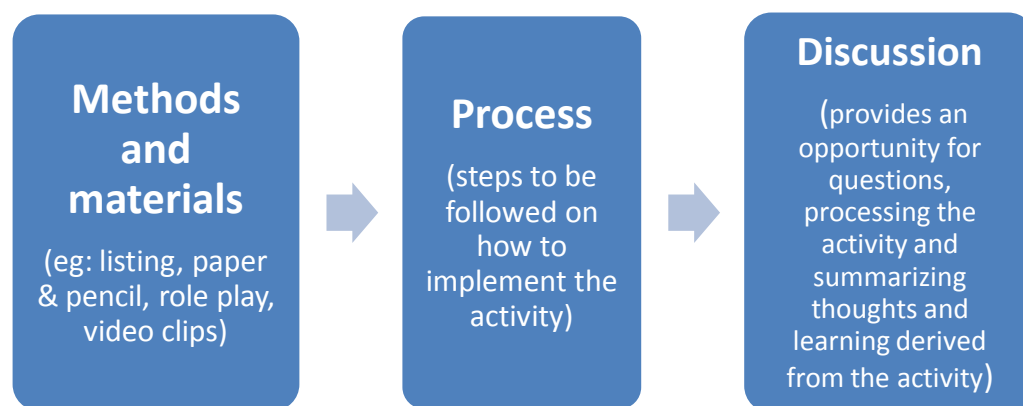 Methods
and
materials
(eg: listing, paper
& pencil, role play,
video clips)
Process
(steps to be
followed on
how to
implement the
activity)
Discussion
(provides an
opportunity for
questions,
processing the
activity and
summarizing
thoughts and
learning derived
from the activity)